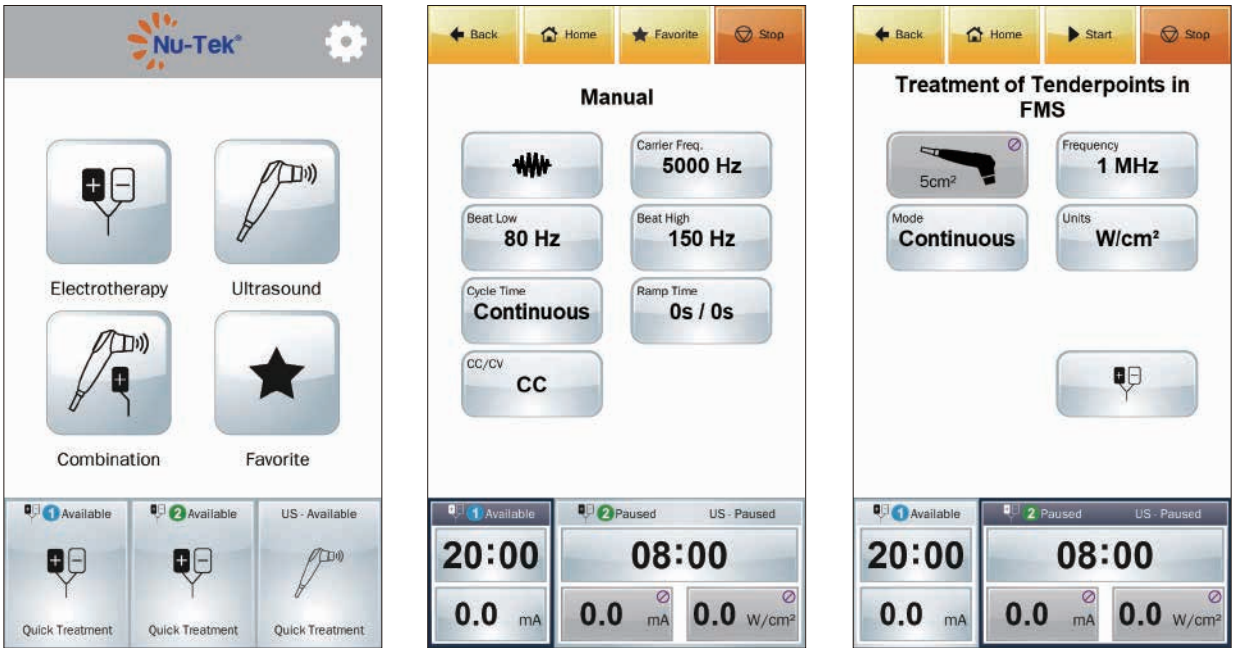 Nu-Tek®
Electrotherapy Ultrasound
Combination Favorite
1 Available 2 Available US - Available
Quick Treatment Quick Treatment Quick Treatment
Back Home Favorite Stop
Manual
Carrier Freq.
5000 Hz
Beat Low
80 Hz
Beat High
150 Hz
Cycle Time
Continuous
Ramp Time
0s / 0s
CC/CV
CC
1 Available 2 Paused US - Paused
20:00 08:00
0.0 mA 0.0 mA 0.0 W/cm²
Back Home Start Stop
Treatment of Tenderpoints in
FMS
5cm²
Frequency
1 MHz
Mode
Continuous
Units
W/cm²
1 Available 2 Paused US - Paused
20:00 08:00
0.0 mA 0.0 mA 0.0 W/cm²